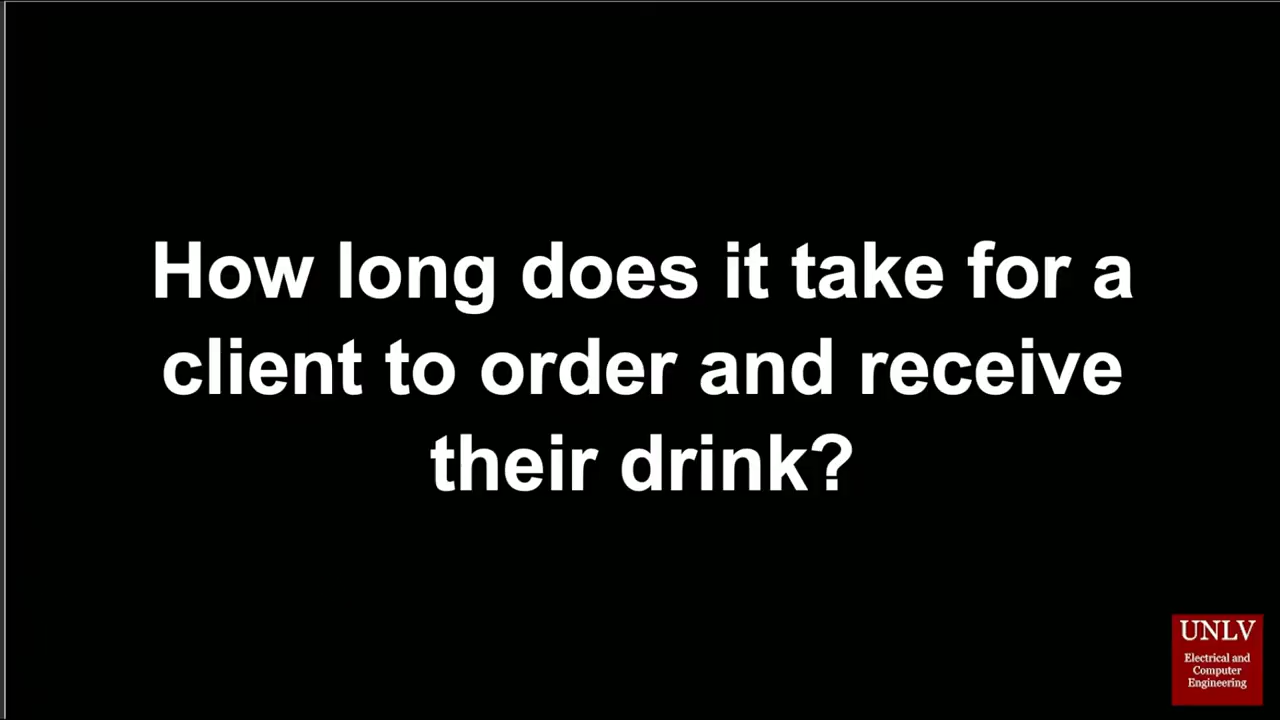 How long does it take for a
client to order and receive
their drink?
UNLV
Electrical and
Computer
Engineering